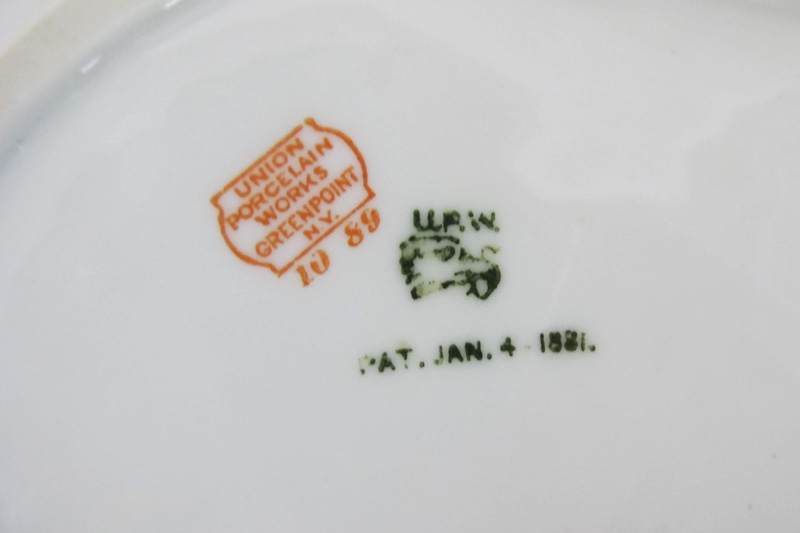 UNION
PORCELAIN
WORKS
GREENPOINT
N.Y.
10 89
U.P.W.
PAT. JAN. 4 1881.